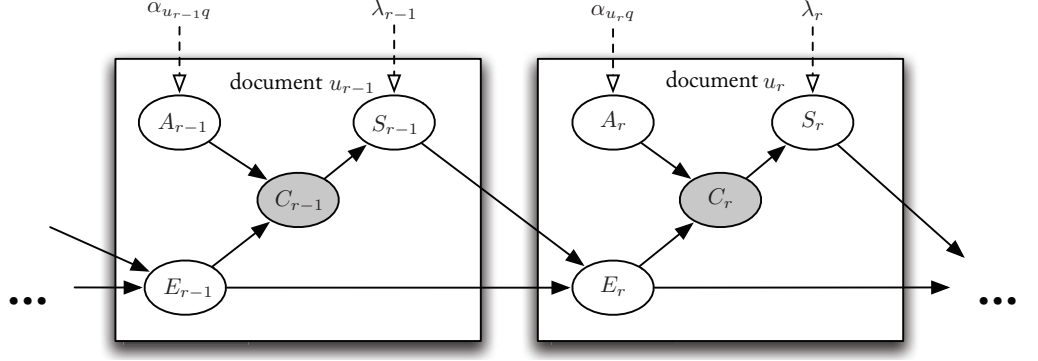 α_{u_{r−1}q} λ_{r−1} α_{u_r q} λ_r
document u_{r−1} document u_r
A_{r−1} S_{r−1} A_r S_r
C_{r−1} C_r
E_{r−1} E_r
... ...